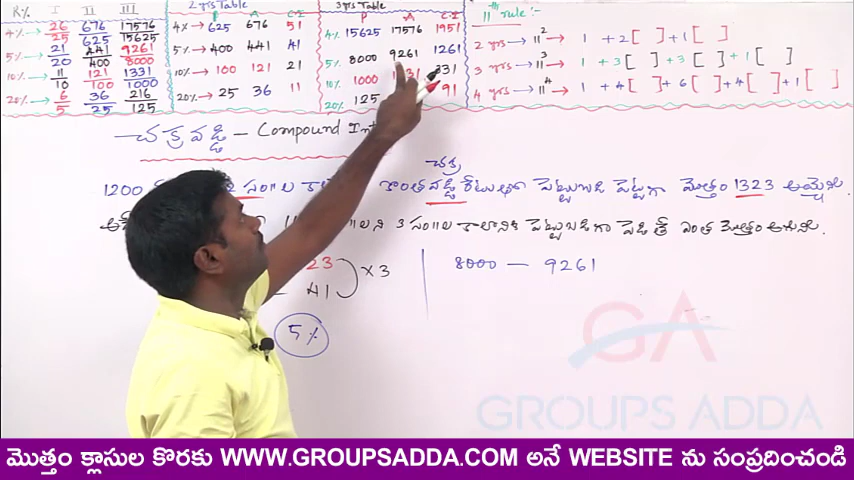 R% I II III
4% → 26/25 676/625 17576/15625
5% → 21/20 441/400 9261/8000
10% → 11/10 121/100 1331/1000
20% → 6/5 36/25 216/125
2 yrs Table
P A C.I
4% → 625 676 51
5% → 400 441 41
10% → 100 121 21
20% → 25 36 11
3 yrs Table
P A C.I
4% 15625 17576 1951
5% 8000 9261 1261
10% 1000 331
20% 125 91
11th rule :-
2 yrs → 11² → 1 + 2[ ] + 1[ ]
3 yrs → 11³ → 1 + 3[ ] + 3[ ] + 1[ ]
4 yrs → 11⁴ → 1 + 4[ ] + 6[ ] + 4[ ] + 1[ ]
చక్రవడ్డి – Compound Int
చక్ర
1200 సం॥ల వడ్డి రేటుతో పెట్టుబడి పెట్టగా మొత్తం 1323 అయ్యెను.
3 సం॥ల కాలానికి పెట్టుబడిగా పెడితే ఎంత మొత్తం అగును.
23
41 ) × 3
5%
8000 — 9261
GA
GROUPS ADDA
మొత్తం క్లాసుల కొరకు WWW.GROUPSADDA.COM అనే WEBSITE ను సంప్రదించండి